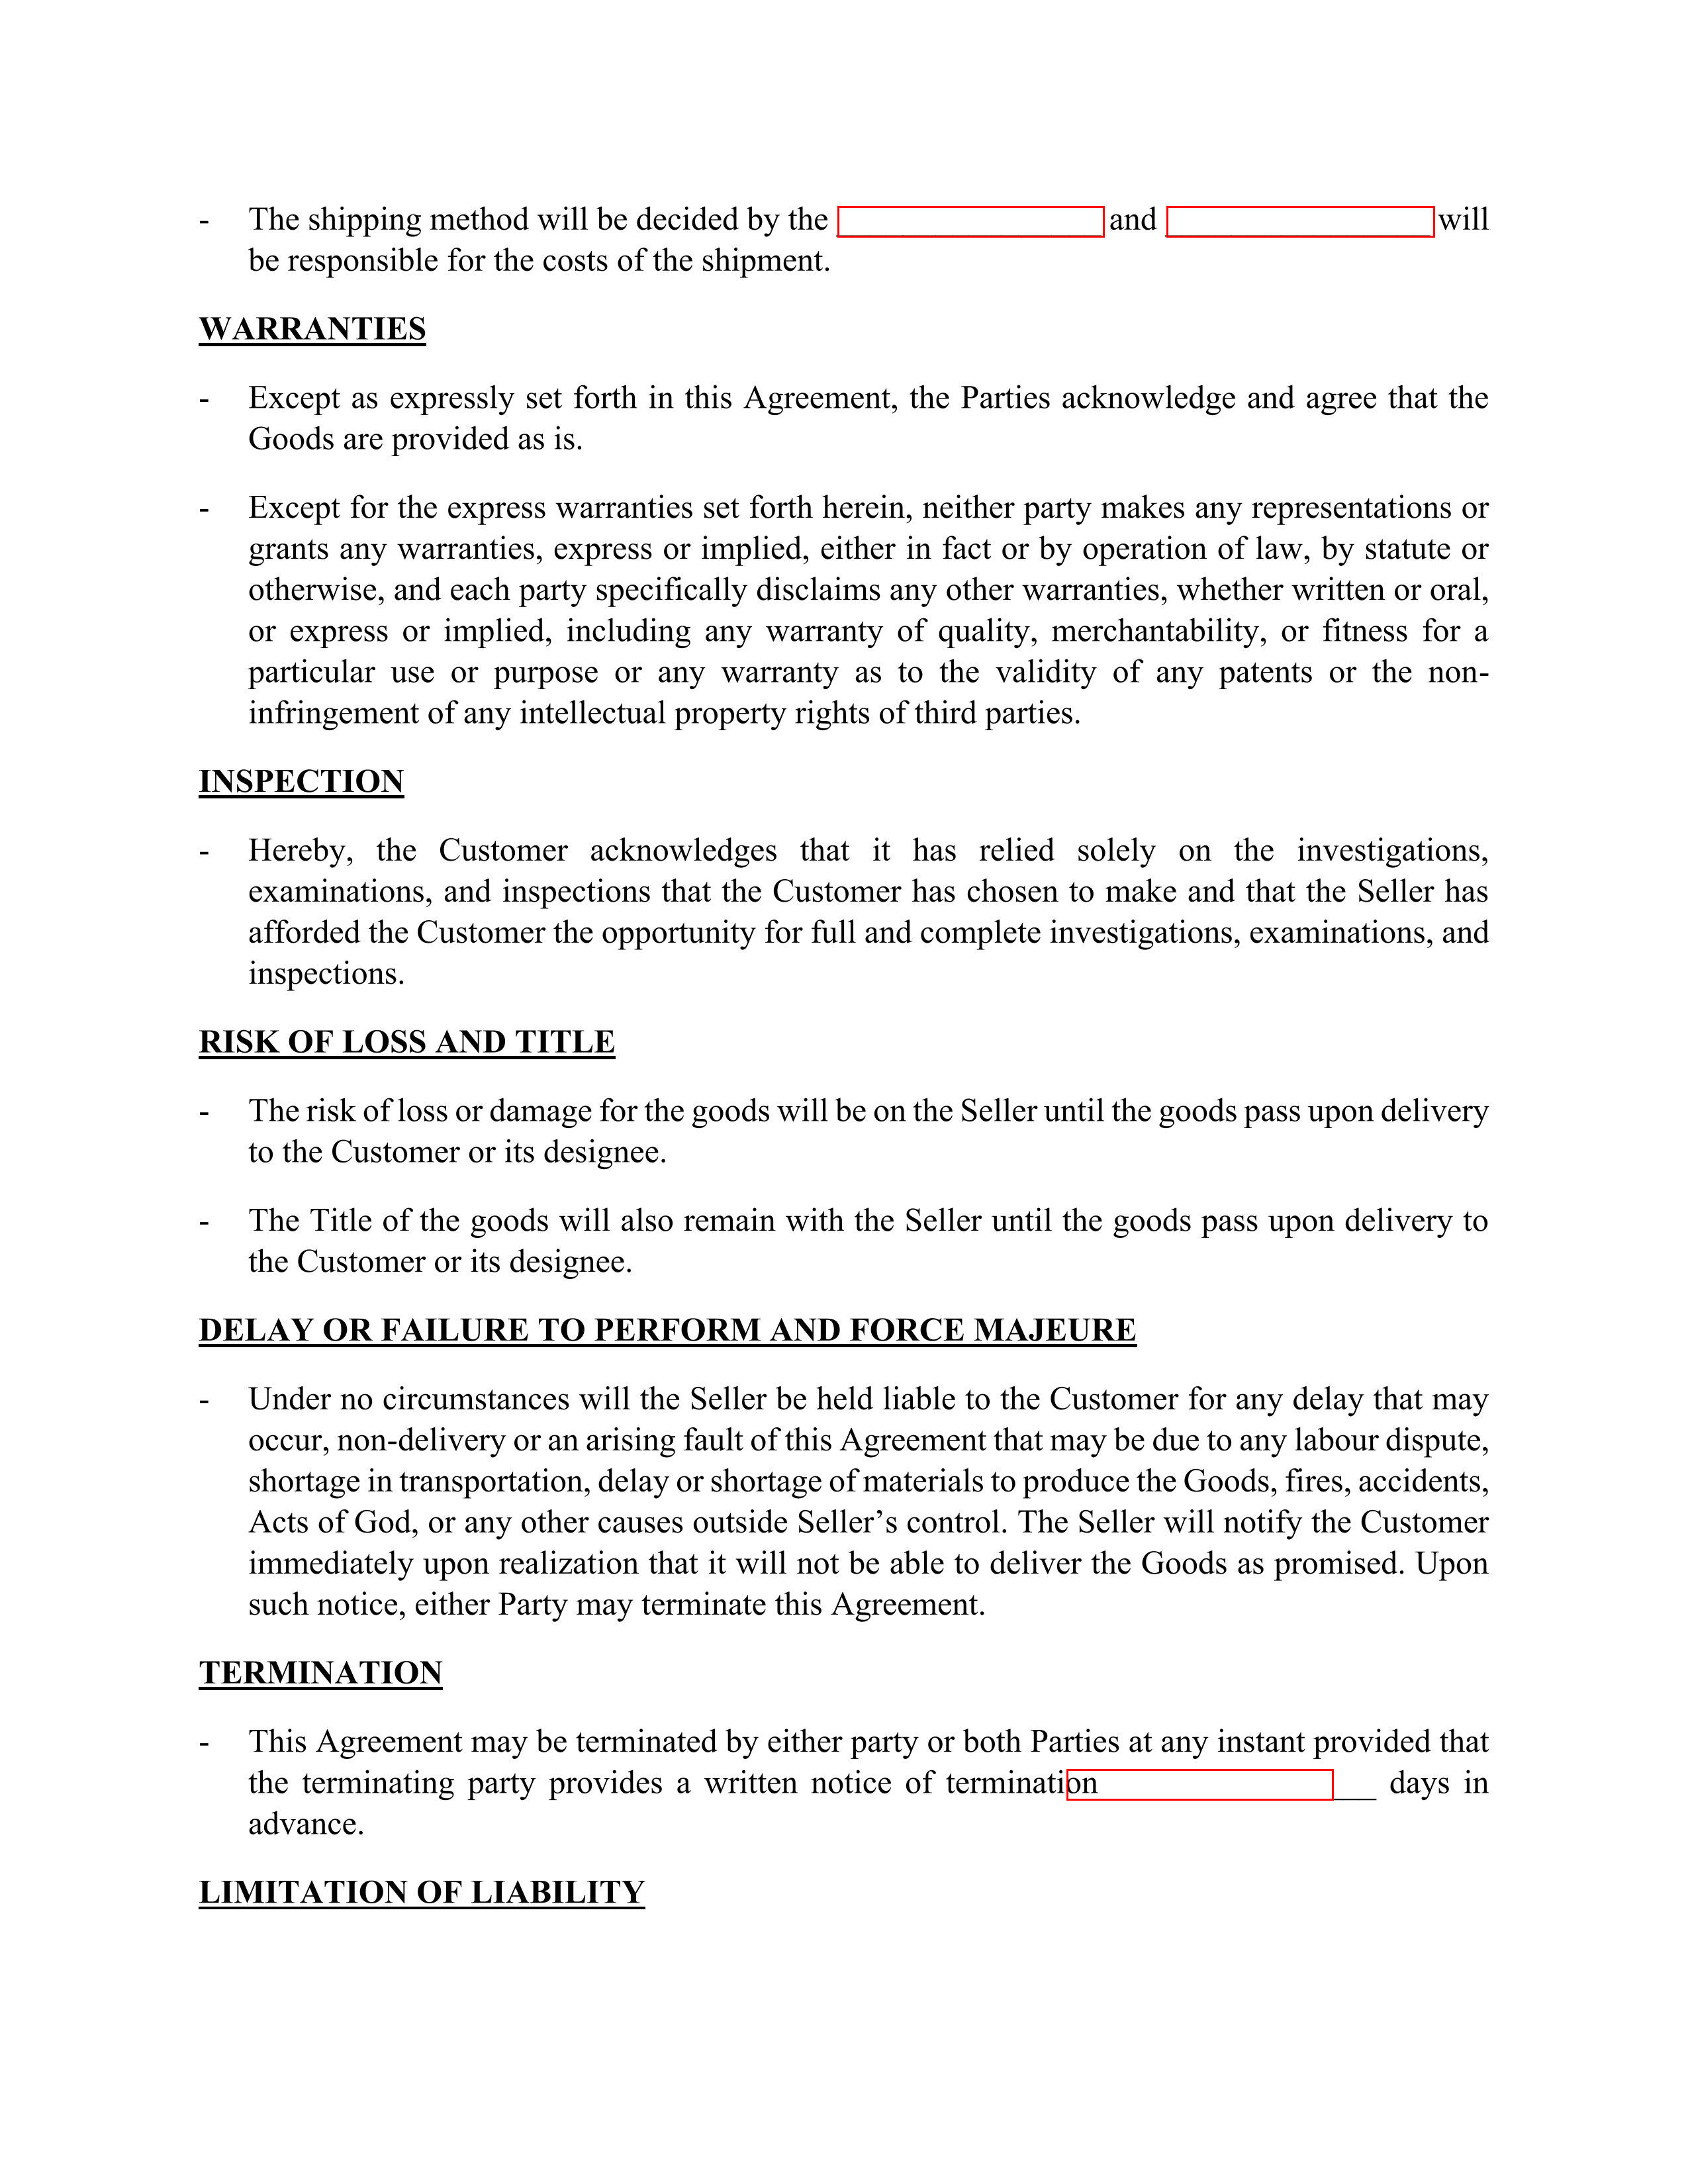 - The shipping method will be decided by the ____________ and ____________ will
be responsible for the costs of the shipment.
WARRANTIES
- Except as expressly set forth in this Agreement, the Parties acknowledge and agree that the
Goods are provided as is.
- Except for the express warranties set forth herein, neither party makes any representations or
grants any warranties, express or implied, either in fact or by operation of law, by statute or
otherwise, and each party specifically disclaims any other warranties, whether written or oral,
or express or implied, including any warranty of quality, merchantability, or fitness for a
particular use or purpose or any warranty as to the validity of any patents or the non-
infringement of any intellectual property rights of third parties.
INSPECTION
- Hereby, the Customer acknowledges that it has relied solely on the investigations,
examinations, and inspections that the Customer has chosen to make and that the Seller has
afforded the Customer the opportunity for full and complete investigations, examinations, and
inspections.
RISK OF LOSS AND TITLE
- The risk of loss or damage for the goods will be on the Seller until the goods pass upon delivery
to the Customer or its designee.
- The Title of the goods will also remain with the Seller until the goods pass upon delivery to
the Customer or its designee.
DELAY OR FAILURE TO PERFORM AND FORCE MAJEURE
- Under no circumstances will the Seller be held liable to the Customer for any delay that may
occur, non-delivery or an arising fault of this Agreement that may be due to any labour dispute,
shortage in transportation, delay or shortage of materials to produce the Goods, fires, accidents,
Acts of God, or any other causes outside Seller’s control. The Seller will notify the Customer
immediately upon realization that it will not be able to deliver the Goods as promised. Upon
such notice, either Party may terminate this Agreement.
TERMINATION
- This Agreement may be terminated by either party or both Parties at any instant provided that
the terminating party provides a written notice of termination ____________ days in
advance.
LIMITATION OF LIABILITY